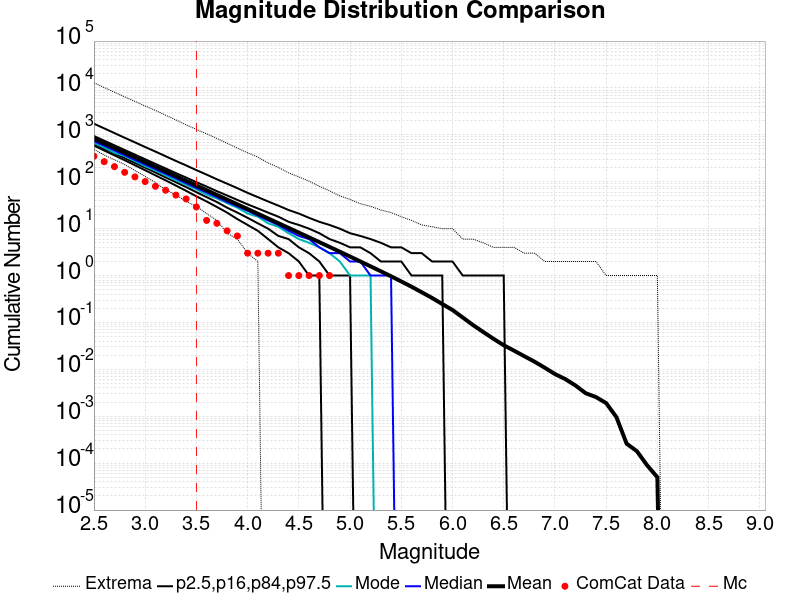 Magnitude Distribution Comparison
10^5
10^4
10^3
10^2
10^1
10^0
10^-1
10^-2
10^-3
10^-4
10^-5
Cumulative Number
2.5 3.0 3.5 4.0 4.5 5.0 5.5 6.0 6.5 7.0 7.5 8.0 8.5 9.0
Magnitude
Extrema p2.5,p16,p84,p97.5 Mode Median Mean ComCat Data Mc